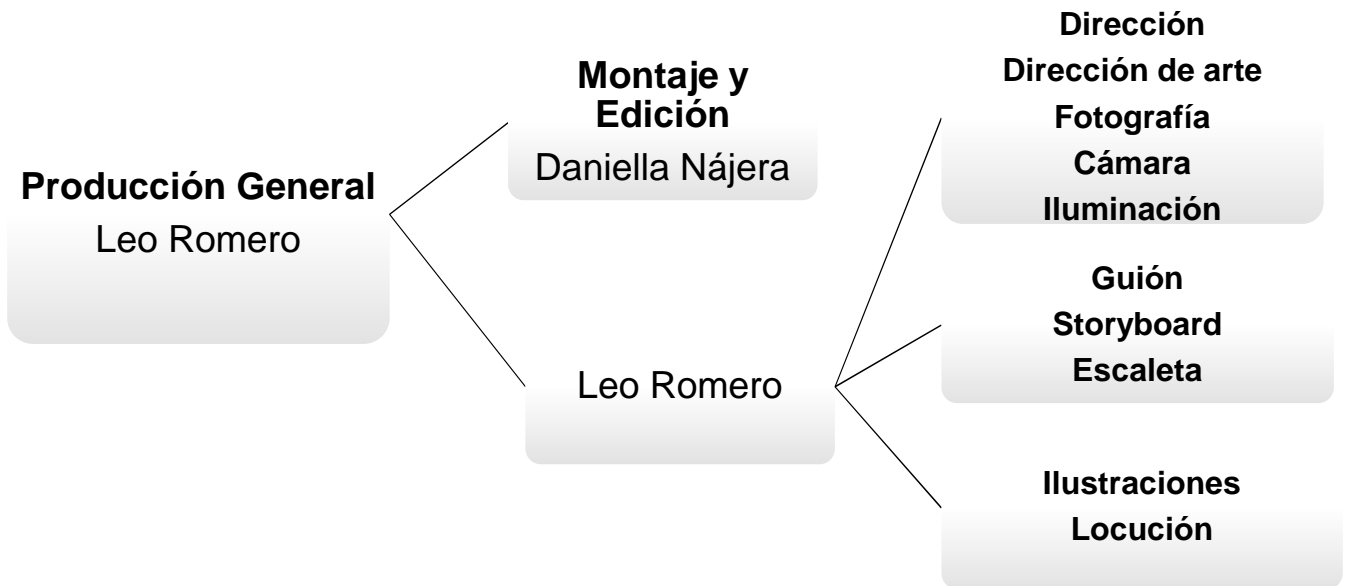 Producción General
Leo Romero
Montaje y
Edición
Daniella Nájera
Leo Romero
Dirección
Dirección de arte
Fotografía
Cámara
Iluminación
Guión
Storyboard
Escaleta
Ilustraciones
Locución